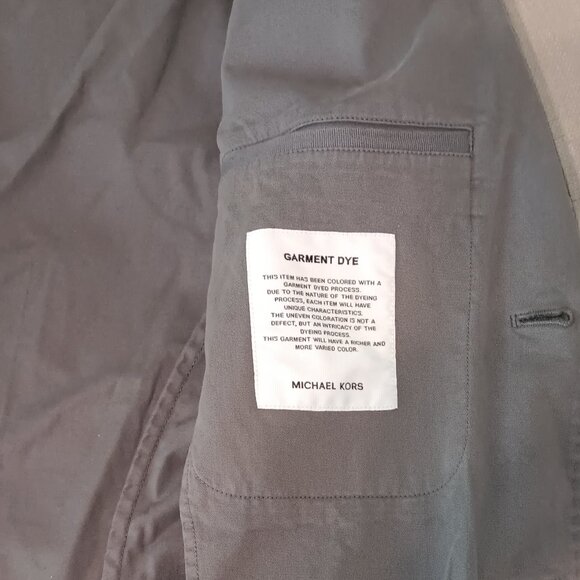 GARMENT DYE
THIS ITEM HAS BEEN COLORED WITH A
GARMENT DYED PROCESS.
DUE TO THE NATURE OF THE DYEING
PROCESS, EACH ITEM WILL HAVE
UNIQUE CHARACTERISTICS.
THE UNEVEN COLORATION IS NOT A
DEFECT, BUT AN INTRICACY OF THE
DYEING PROCESS.
THIS GARMENT WILL HAVE A RICHER AND
MORE VARIED COLOR.
MICHAEL KORS